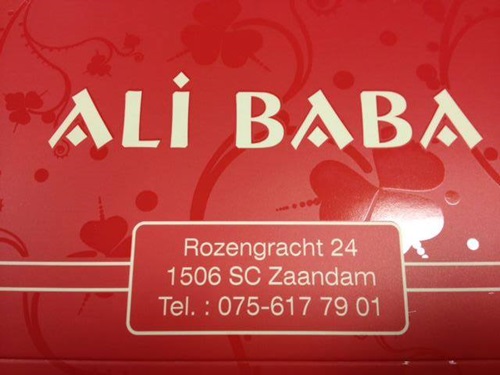 ALi BABA
Rozengracht 24
1506 SC Zaandam
Tel. : 075-617 79 01